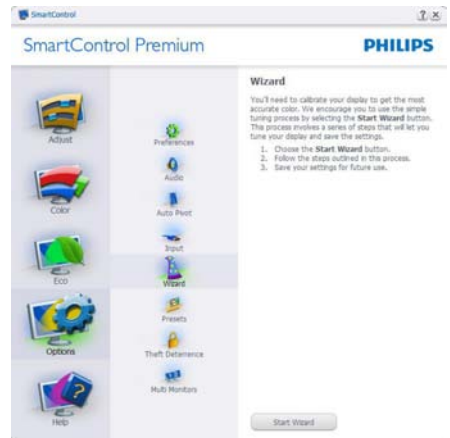 SmartControl
SmartControl Premium
PHILIPS
Adjust
Color
Eco
Options
Help
Preferences
Audio
Auto Pivot
Input
Wizard
Presets
Theft Deterrence
Multi Monitors
Wizard
You'll need to calibrate your display to get the most
accurate color. We encourage you to use the simple
tuning process by selecting the Start Wizard button.
This process involves a series of steps that will let you
tune your display and save the settings.
1. Choose the Start Wizard button.
2. Follow the steps outlined in this process.
3. Save your settings for future use.
Start Wizard